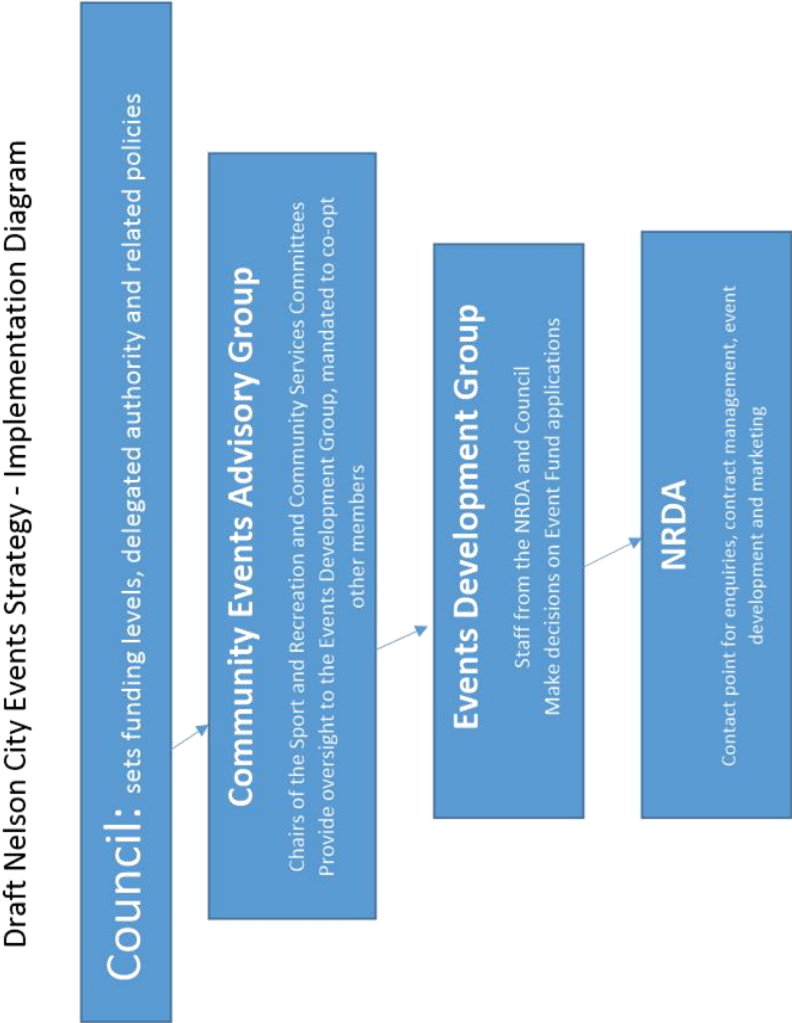 Draft Nelson City Events Strategy - Implementation Diagram
Council: sets funding levels, delegated authority and related policies
Community Events Advisory Group
Chairs of the Sport and Recreation and Community Services Committees
Provide oversight to the Events Development Group, mandated to co-opt
other members
Events Development Group
Staff from the NRDA and Council
Make decisions on Event Fund applications
NRDA
Contact point for enquiries, contract management, event
development and marketing